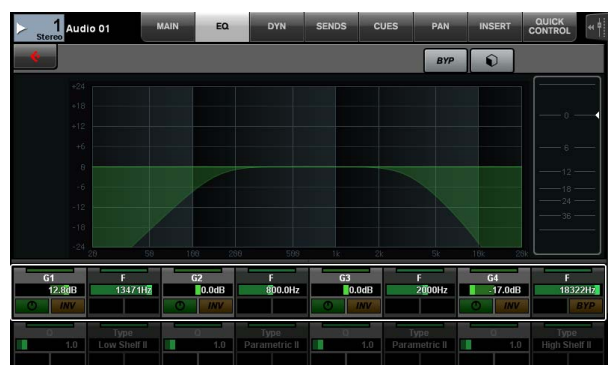 1 Stereo Audio 01 MAIN EQ DYN SENDS CUES PAN INSERT QUICK CONTROL
BYP
+24
+18
+12
+6
0
-6
-12
-18
-24
20 50 100 200 500 1k 2k 5k 10k 20k
0
6
12
18
24
36
G1 F G2 F G3 F G4 F
12.8dB 13471Hz 0.0dB 800.0Hz 0.0dB 2000Hz -17.0dB 18322Hz
INV INV INV INV BYP
Q Type Q Type Q Type Q Type
1.0 Low Shelf II 1.0 Parametric II 1.0 Parametric II 1.0 High Shelf II